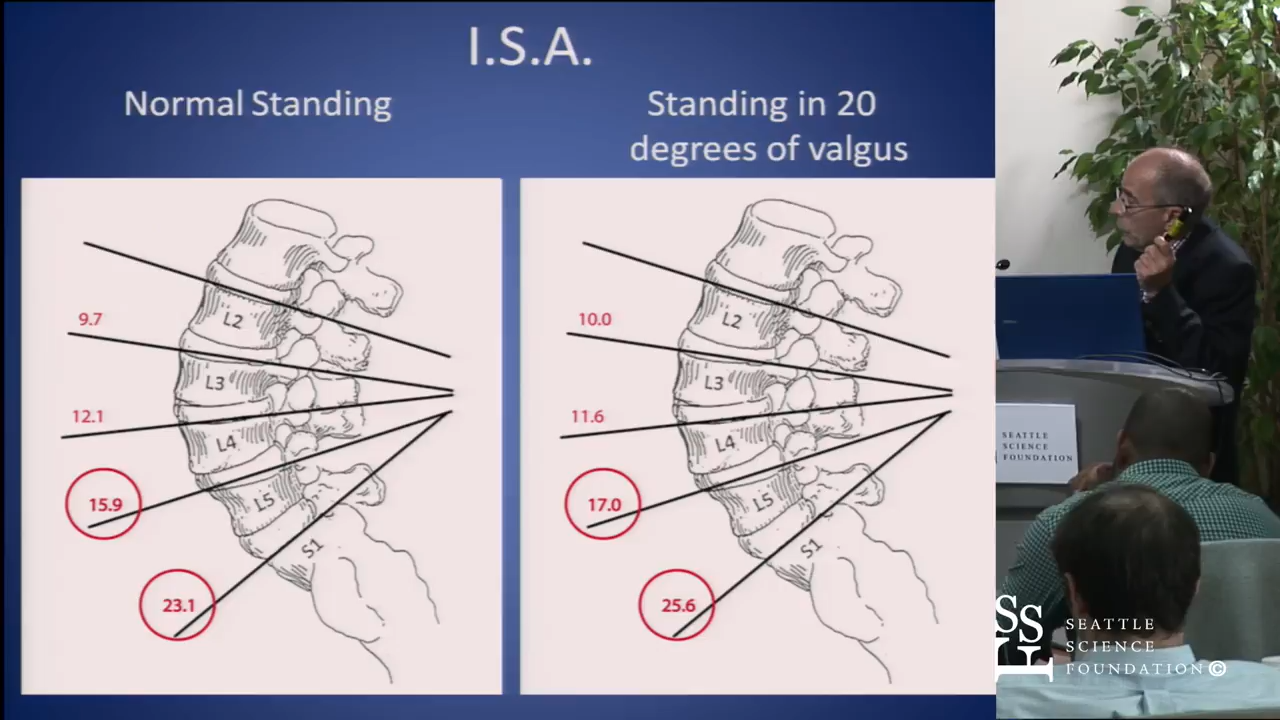 I.S.A.
Normal Standing
Standing in 20
degrees of valgus
9.7
12.1
15.9
23.1
L2
L3
L4
L5
S1
10.0
11.6
17.0
25.6
L2
L3
L4
L5
S1
SEATTLE
SCIENCE
FOUNDATION
SEATTLE
SCIENCE
FOUNDATION©